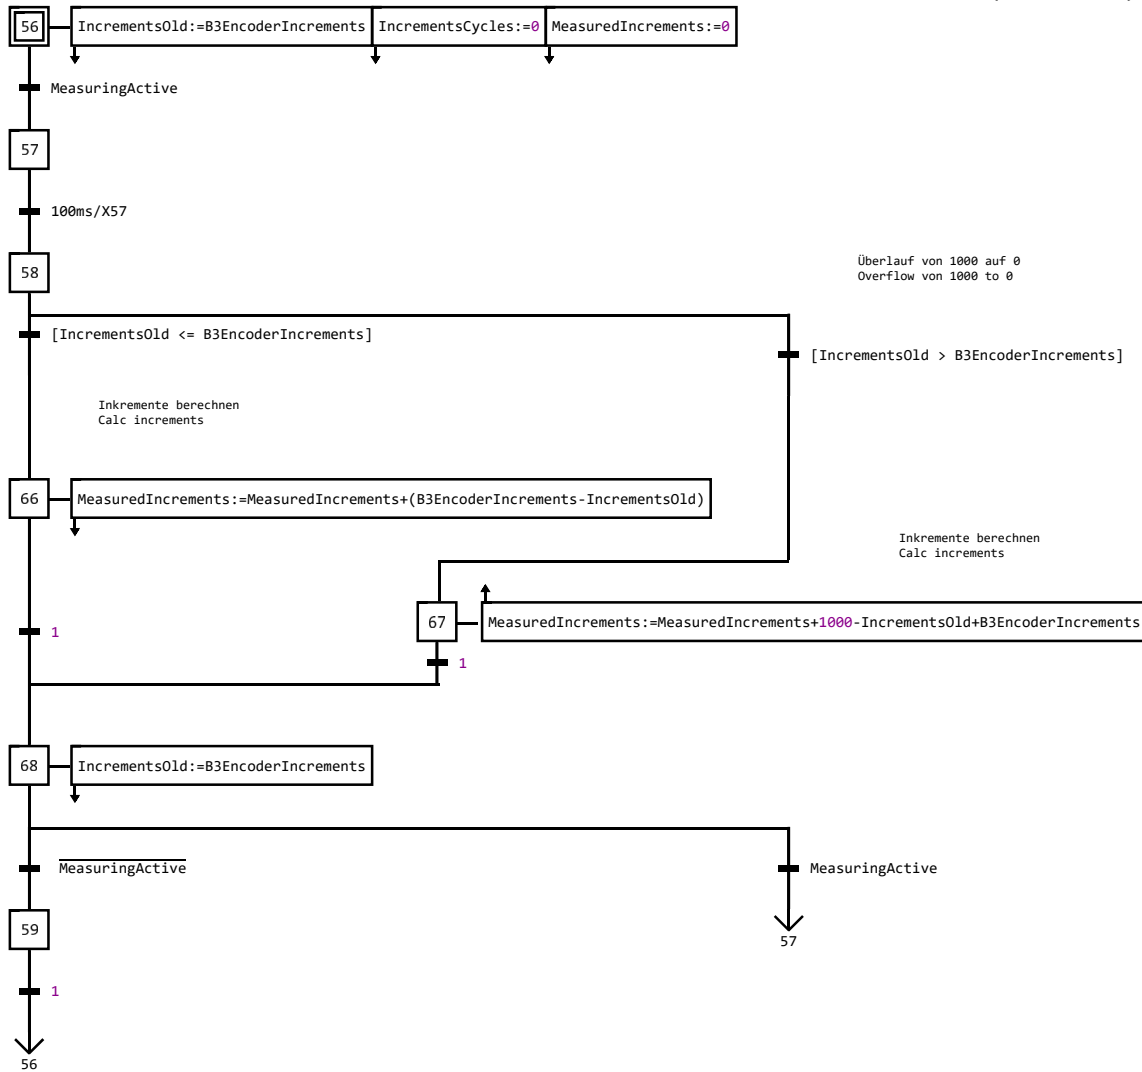 56 IncrementsOld:=B3EncoderIncrements IncrementsCycles:=0 MeasuredIncrements:=0
MeasuringActive
57
100ms/X57
58
Überlauf von 1000 auf 0
Overflow von 1000 to 0
[IncrementsOld <= B3EncoderIncrements]
[IncrementsOld > B3EncoderIncrements]
Inkremente berechnen
Calc increments
66 MeasuredIncrements:=MeasuredIncrements+(B3EncoderIncrements-IncrementsOld)
Inkremente berechnen
Calc increments
67 MeasuredIncrements:=MeasuredIncrements+1000-IncrementsOld+B3EncoderIncrements
1
1
68 IncrementsOld:=B3EncoderIncrements
MeasuringActive
MeasuringActive
59
57
1
56